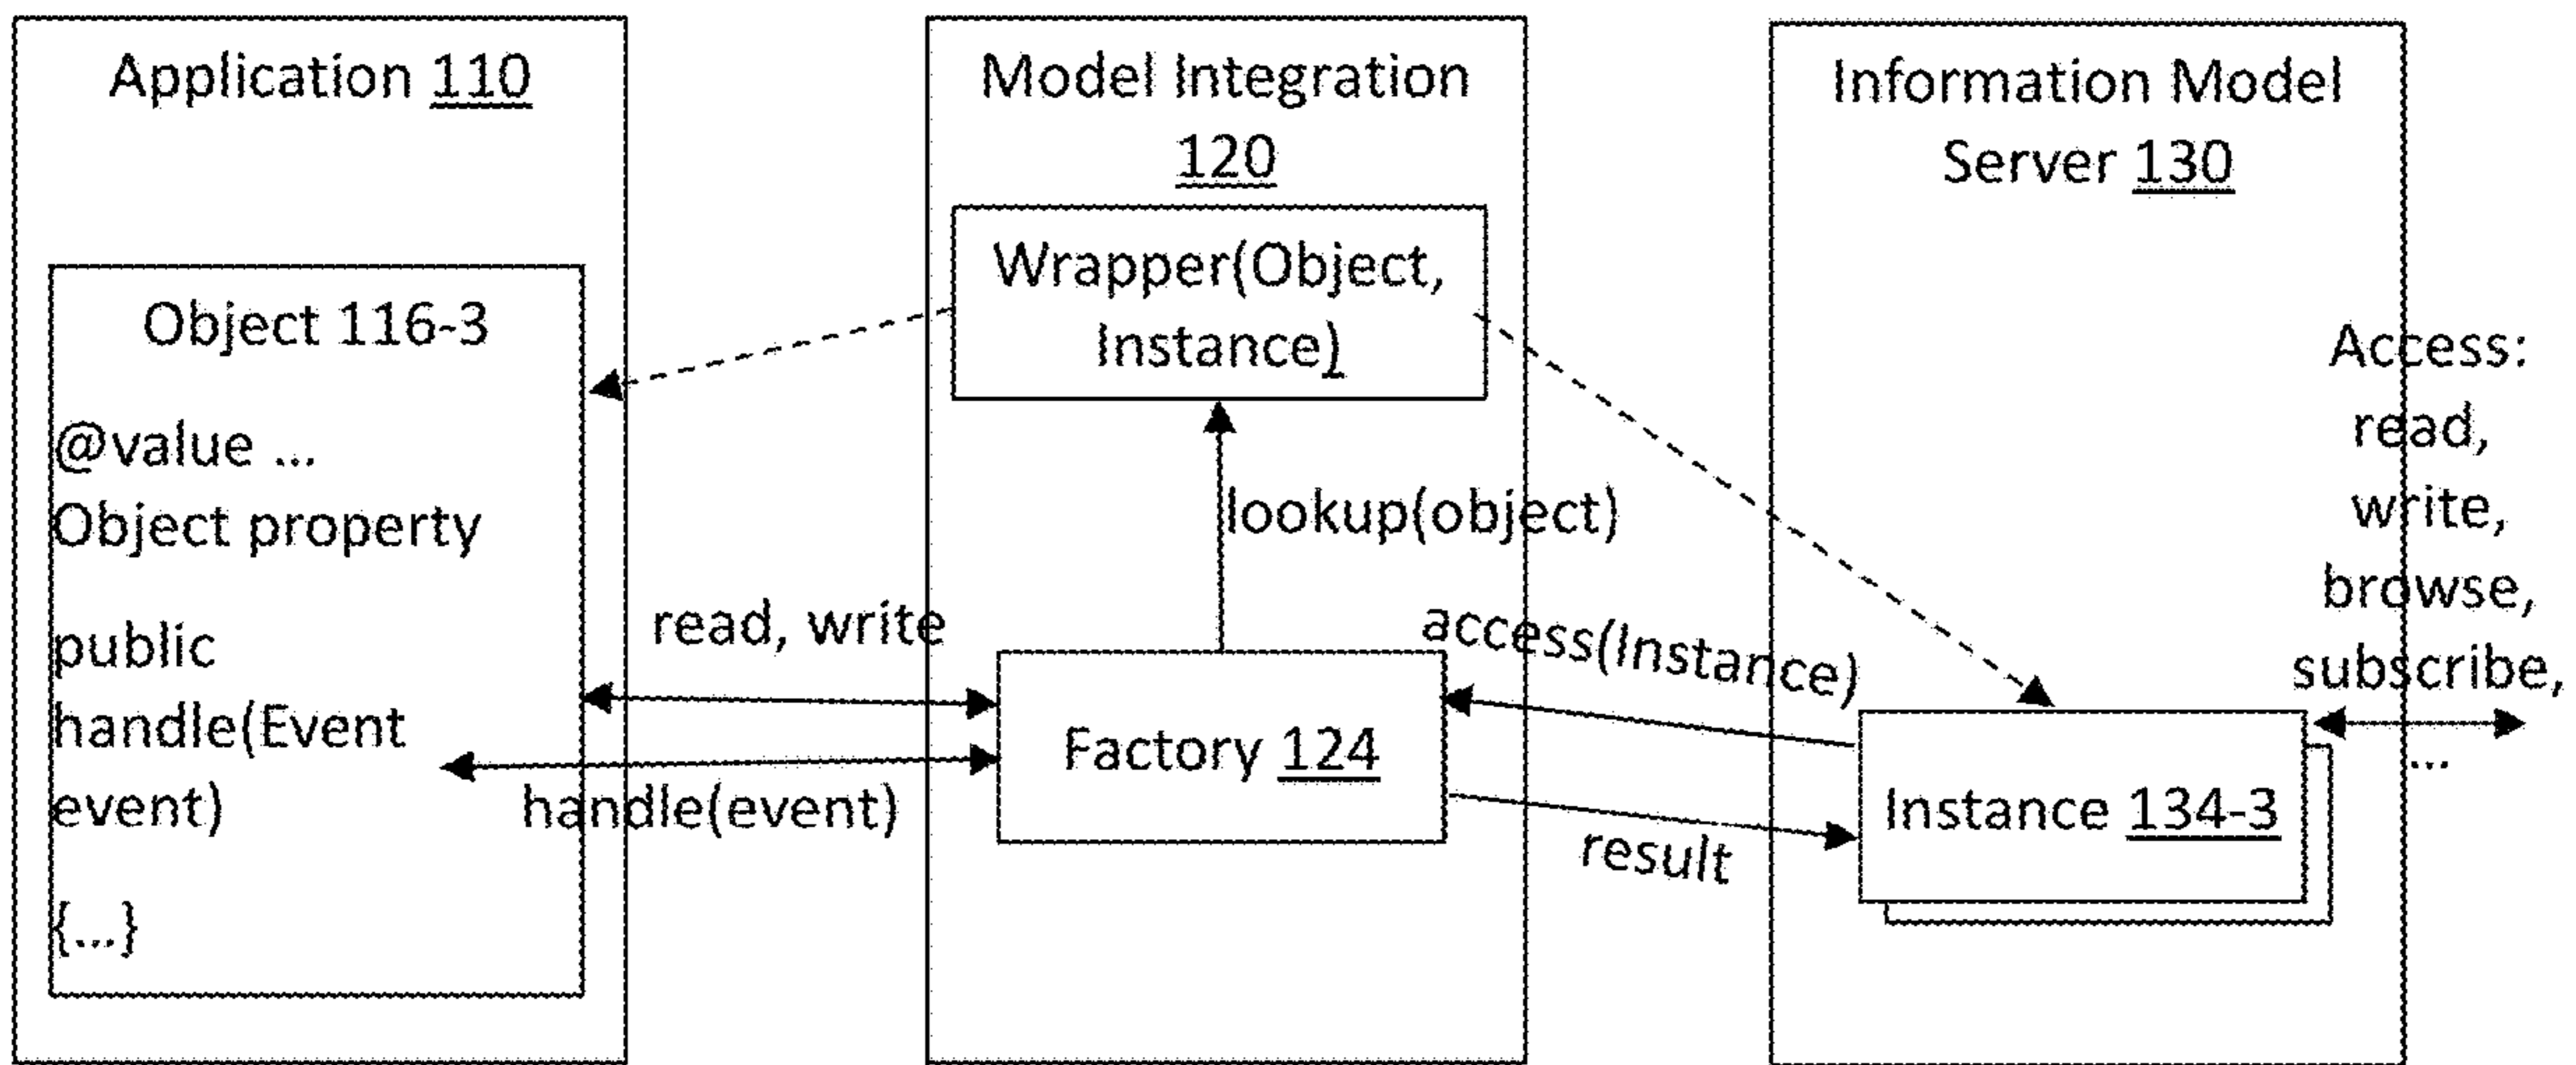 Application 110
Object 116-3
@value ...
Object property
public
handle(Event
event)
{...}
read, write
handle(event)
Model Integration
120
Wrapper(Object,
Instance)
lookup(object)
Factory 124
access(Instance)
result
Information Model
Server 130
Instance 134-3
Access:
read,
write,
browse,
subscribe,
...